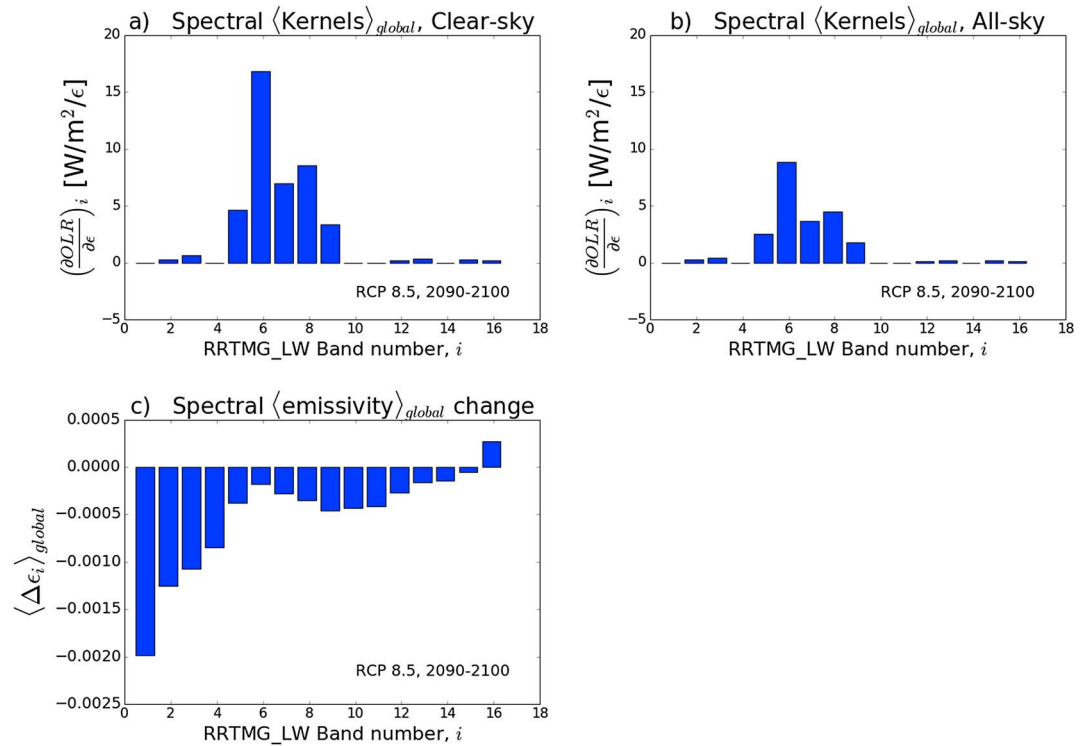 a) Spectral ⟨Kernels⟩global, Clear-sky
20
15
10
5
0
−5
(∂OLR/∂ϵ)i [W/m²/ϵ]
RCP 8.5, 2090-2100
0 2 4 6 8 10 12 14 16 18
RRTMG_LW Band number, i
b) Spectral ⟨Kernels⟩global, All-sky
20
15
10
5
0
−5
(∂OLR/∂ϵ)i [W/m²/ϵ]
RCP 8.5, 2090-2100
0 2 4 6 8 10 12 14 16 18
RRTMG_LW Band number, i
c) Spectral ⟨emissivity⟩global change
0.0005
0.0000
−0.0005
−0.0010
−0.0015
−0.0020
−0.0025
⟨Δϵi⟩global
RCP 8.5, 2090-2100
0 2 4 6 8 10 12 14 16 18
RRTMG_LW Band number, i